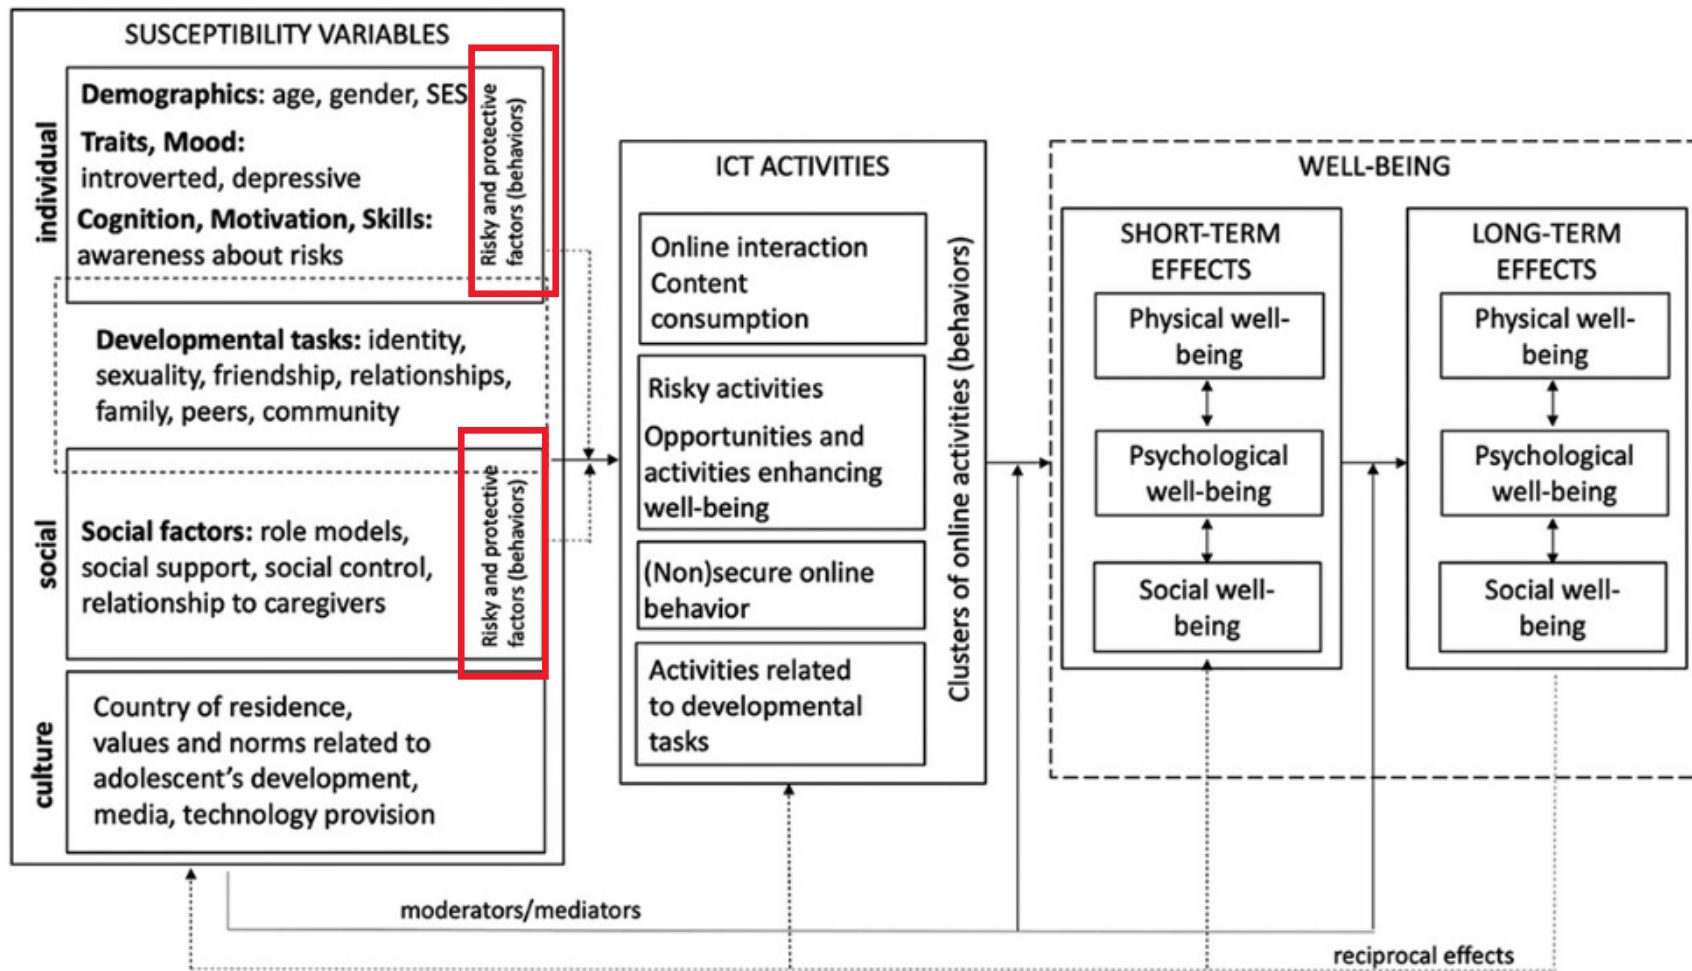 SUSCEPTIBILITY VARIABLES
individual
Demographics: age, gender, SES
Traits, Mood:
introverted, depressive
Cognition, Motivation, Skills:
awareness about risks
Risky and protective
factors (behaviors)
Developmental tasks: identity,
sexuality, friendship, relationships,
family, peers, community
social
Social factors: role models,
social support, social control,
relationship to caregivers
Risky and protective
factors (behaviors)
culture
Country of residence,
values and norms related to
adolescent's development,
media, technology provision
ICT ACTIVITIES
Online interaction
Content
consumption
Risky activities
Opportunities and
activities enhancing
well-being
(Non)secure online
behavior
Activities related
to developmental
tasks
Clusters of online activities (behaviors)
WELL-BEING
SHORT-TERM
EFFECTS
Physical well-
being
Psychological
well-being
Social well-
being
LONG-TERM
EFFECTS
Physical well-
being
Psychological
well-being
Social well-
being
moderators/mediators
reciprocal effects